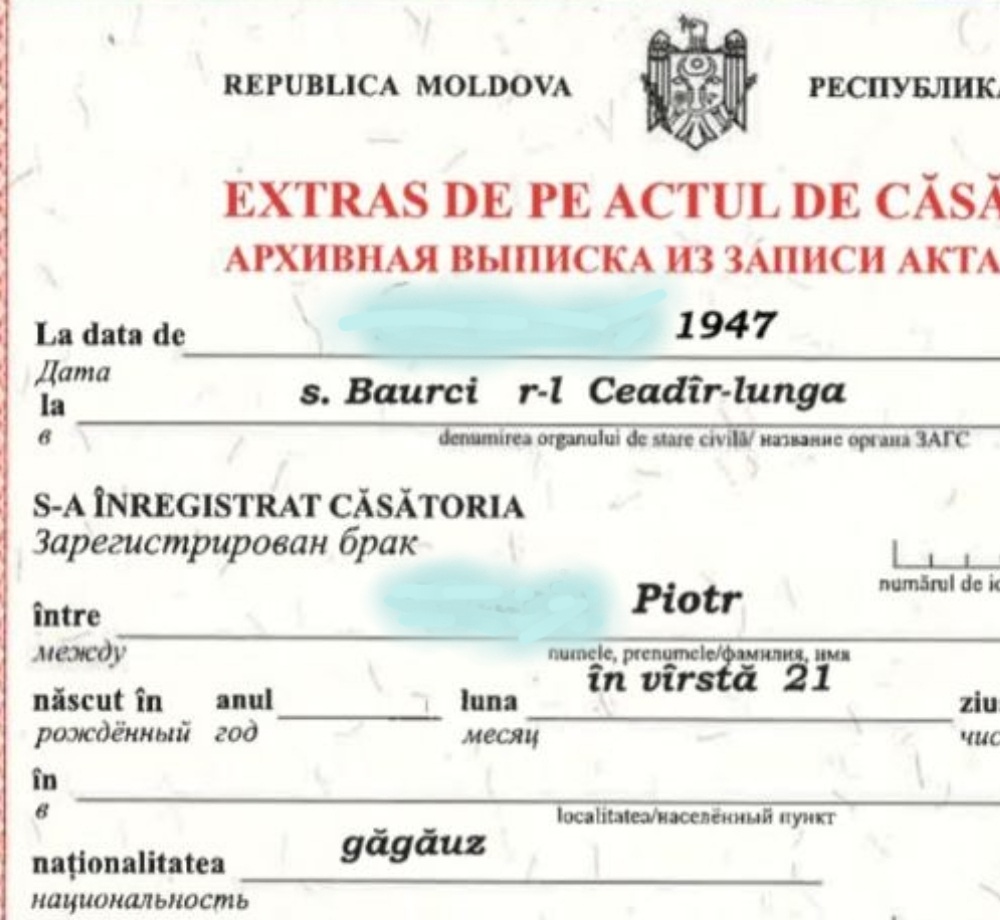 REPUBLICA MOLDOVA
EXTRAS DE PE ACTUL DE
АРХИВНАЯ ВЫПИСКА ИЗ ЗАПИСИ АКТА
La data de 1947
Дата
la s. Baurci r-l Ceadîr-lunga
в
denumirea organului de stare civilă/ название органа ЗАГС
S-A ÎNREGISTRAT CĂSĂTORIA
Зарегистрирован брак
numărul de
între Piotr
между
numele, prenumele/фамилия, имя
în vîrstă 21
născut în anul luna
рождённый год месяц
în
в
localitatea/населённый пункт
naționalitatea găgăuz
национальность